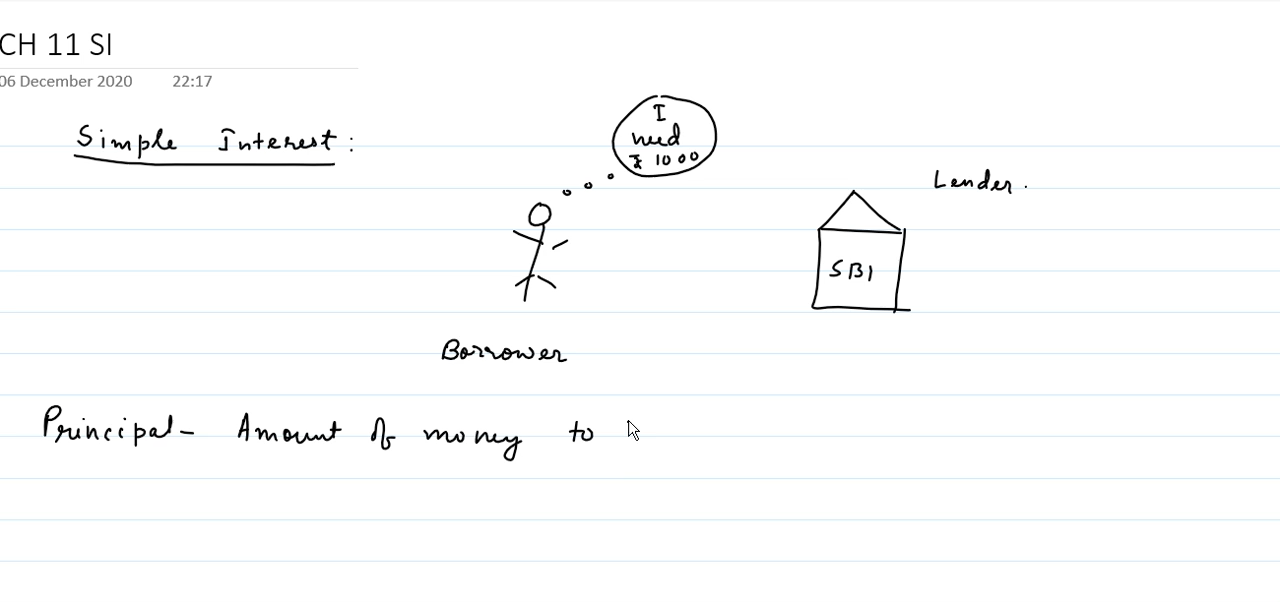 CH 11 SI
06 December 2020 22:17
Simple Interest :
I
need
₹ 1000
Lender.
SBI
Borrower
Principal - Amount of money to